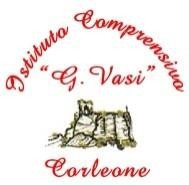 Istituto Comprensivo
"G. Vasi"
Corleone